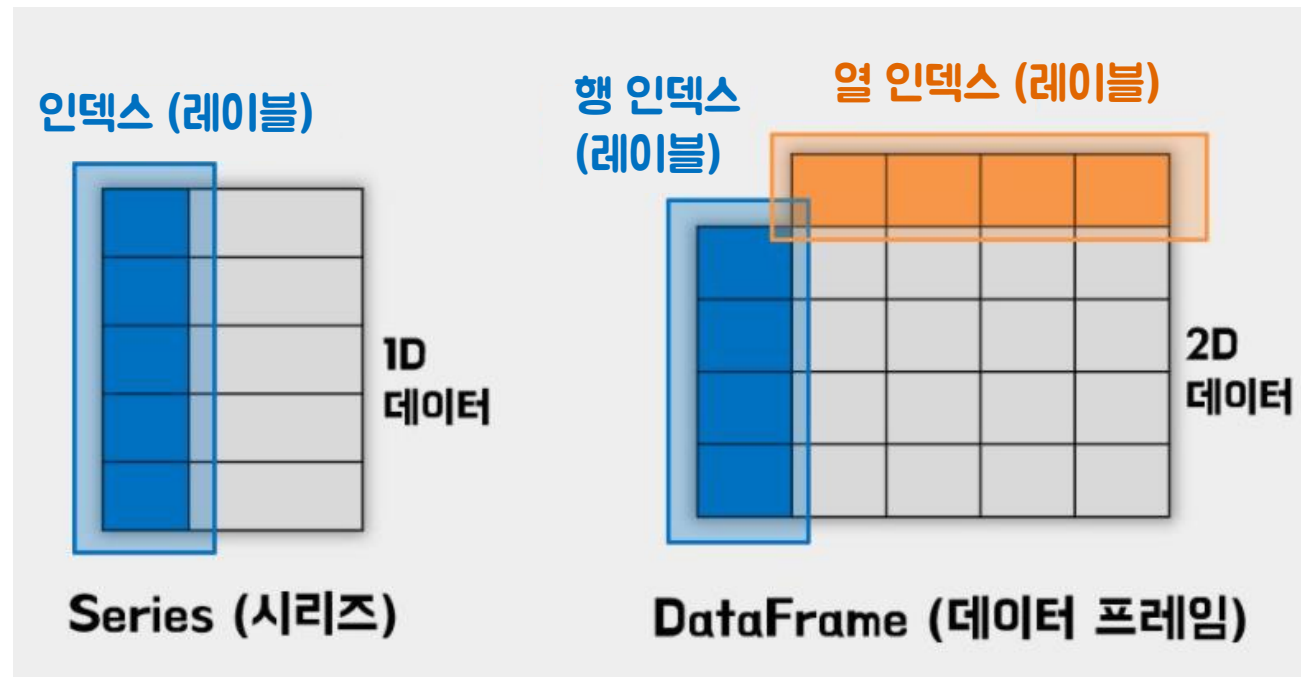 인덱스 (레이블)
1D
데이터
Series (시리즈)
행 인덱스
(레이블)
열 인덱스 (레이블)
2D
데이터
DataFrame (데이터 프레임)